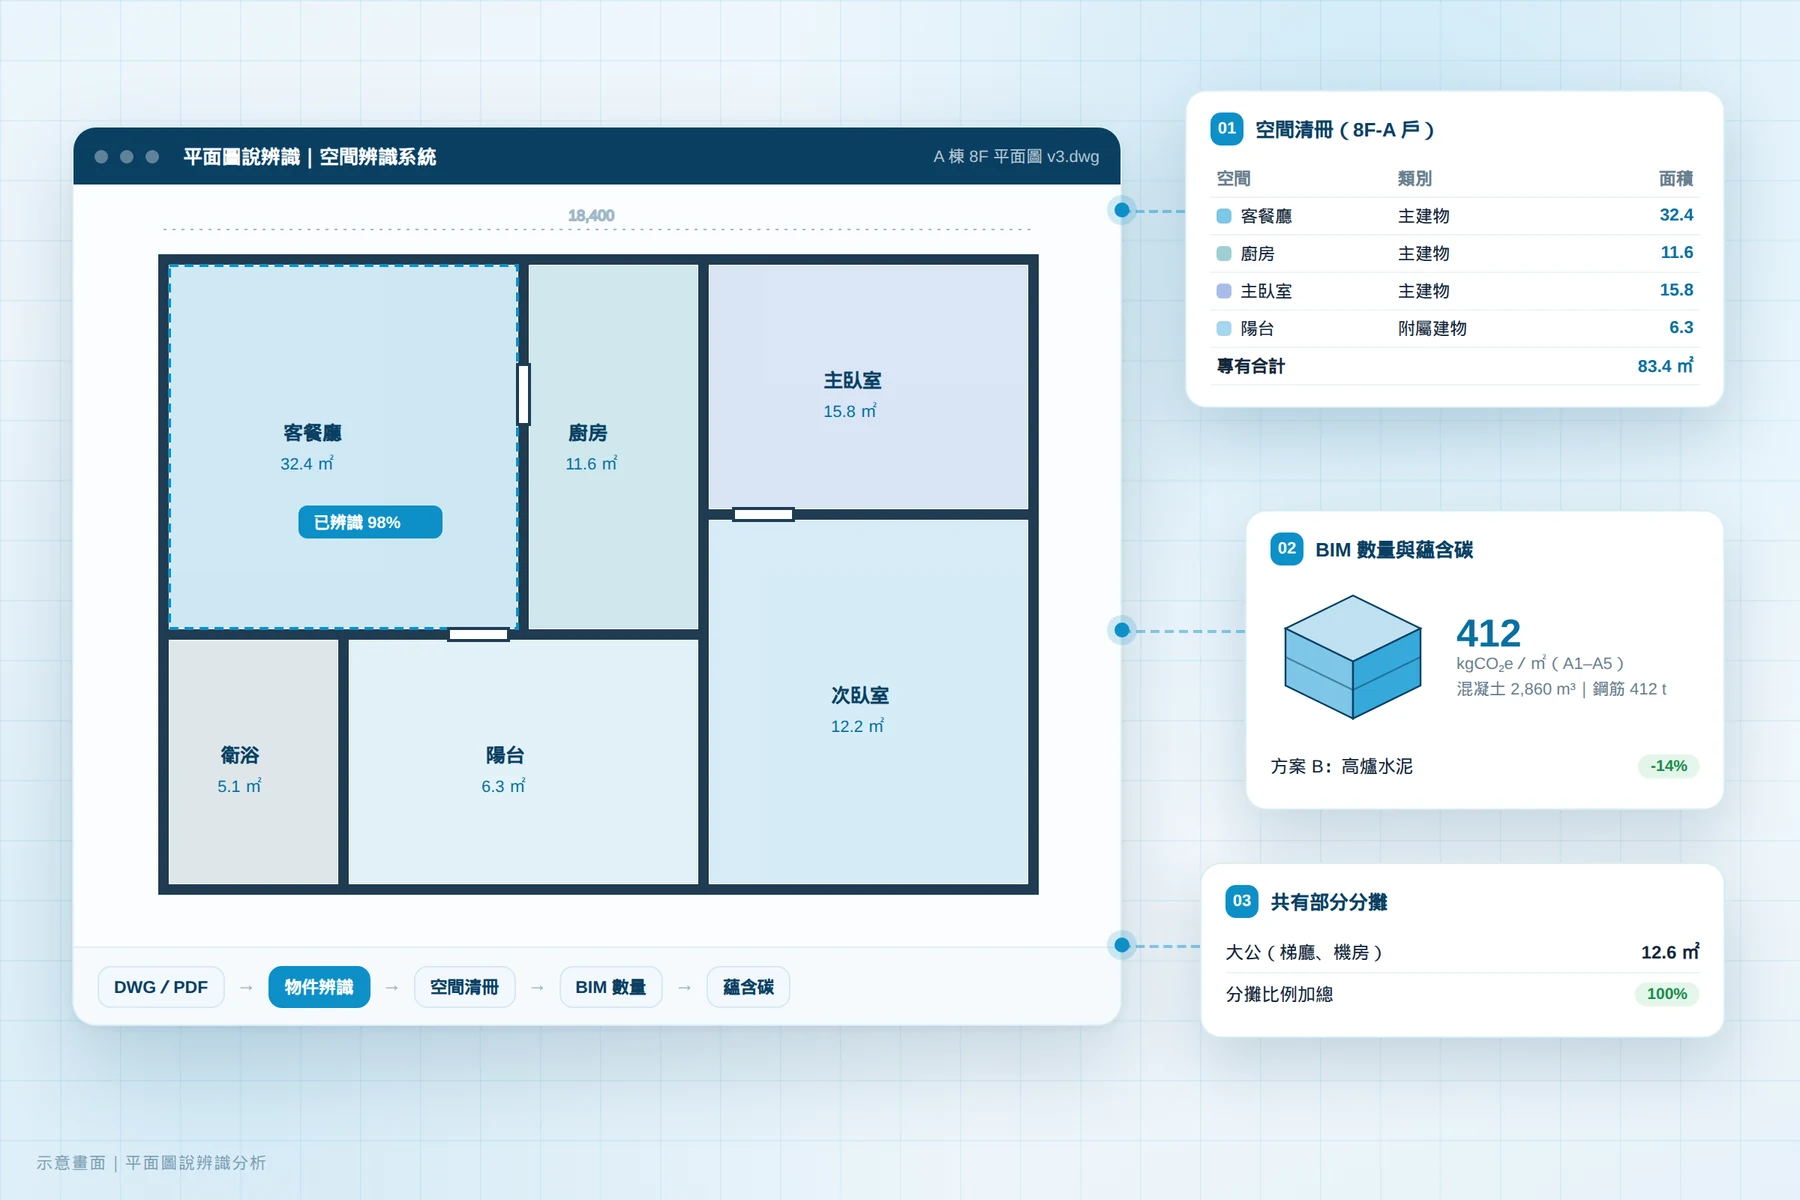 平面圖說辨識｜空間辨識系統
A 棟 8F 平面圖 v3.dwg
18,400
客餐廳
32.4 ㎡
已辨識 98%
廚房
11.6 ㎡
主臥室
15.8 ㎡
次臥室
12.2 ㎡
衛浴
5.1 ㎡
陽台
6.3 ㎡
DWG / PDF → 物件辨識 → 空間清冊 → BIM 數量 → 蘊含碳
01 空間清冊（8F-A 戶）
空間 類別 面積
客餐廳 主建物 32.4
廚房 主建物 11.6
主臥室 主建物 15.8
陽台 附屬建物 6.3
專有合計 83.4 ㎡
02 BIM 數量與蘊含碳
412
kgCO₂e / ㎡（A1–A5）
混凝土 2,860 m³｜鋼筋 412 t
方案 B：高爐水泥 -14%
03 共有部分分攤
大公（梯廳、機房） 12.6 ㎡
分攤比例加總 100%
示意畫面｜平面圖說辨識分析